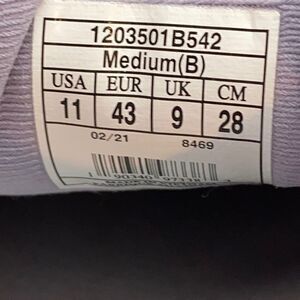 1203501B542
Medium(B)
USA EUR UK CM
11 43 9 28
02/21 8469